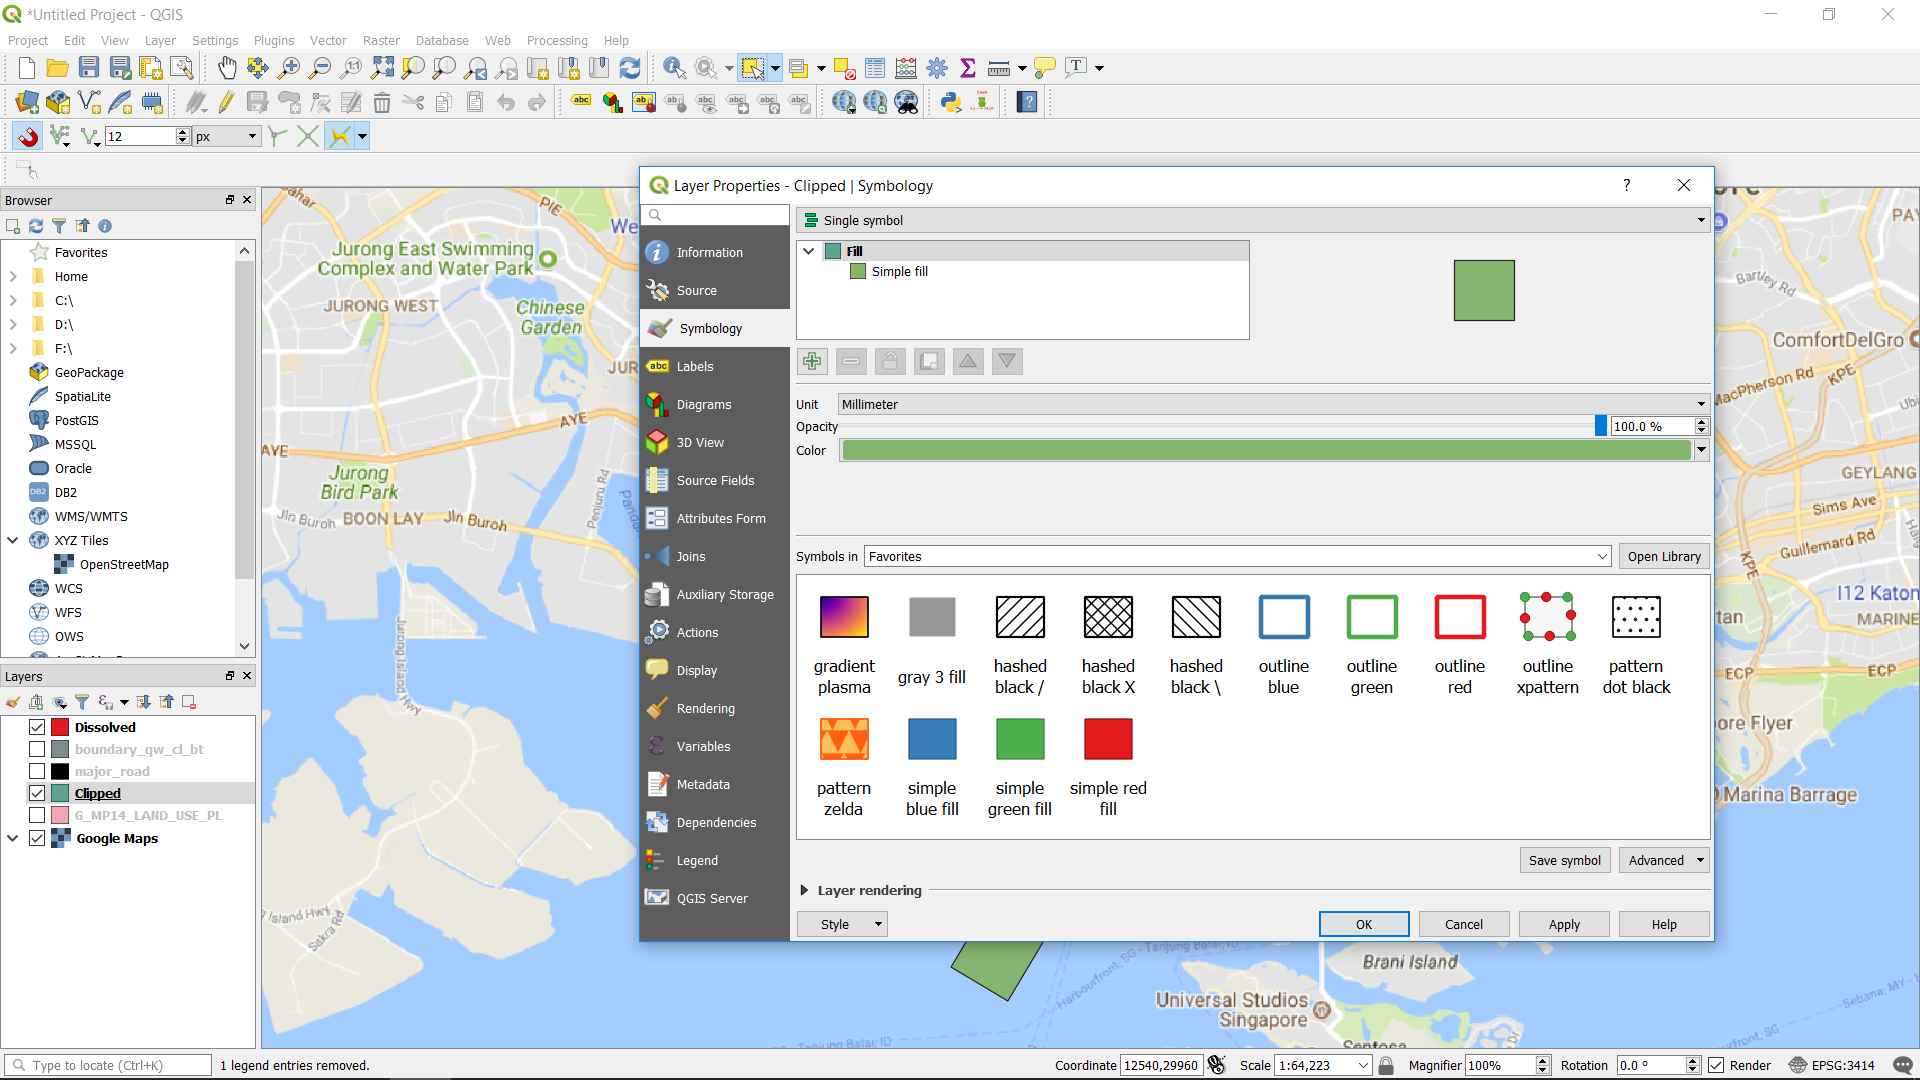 *Untitled Project - QGIS
Project Edit View Layer Settings Plugins Vector Raster Database Web Processing Help
12 px
Browser
Favorites
Home
C:\
D:\
F:\
GeoPackage
SpatiaLite
PostGIS
MSSQL
Oracle
DB2
WMS/WMTS
XYZ Tiles
OpenStreetMap
WCS
WFS
OWS
Layers
Dissolved
boundary_qw_cl_bt
major_road
Clipped
G_MP14_LAND_USE_PL
Google Maps
PIE
We
Jurong East Swimming
Complex and Water Park
JURONG WEST
Chinese
Garden
JUR
AYE
AYE
Jurong
Bird Park
Jln Buroh
BOON LAY
Jln Buroh
Penjuru Rd
Jurong Island Hwy
Island Hwy
Sakra Rd
Layer Properties - Clipped | Symbology
Information
Source
Symbology
Labels
Diagrams
3D View
Source Fields
Attributes Form
Joins
Auxiliary Storage
Actions
Display
Rendering
Variables
Metadata
Dependencies
Legend
QGIS Server
Single symbol
Fill
Simple fill
Unit Millimeter
Opacity 100.0 %
Color
Symbols in Favorites Open Library
gradient plasma
gray 3 fill
hashed black /
hashed black X
hashed black \
outline blue
outline green
outline red
outline xpattern
pattern dot black
pattern zelda
simple blue fill
simple green fill
simple red fill
Save symbol Advanced
Layer rendering
Style OK Cancel Apply Help
PAY
Bartley Rd
ComfortDelGro
MacPherson Rd
KPE
Ubi
GEYLANG
Sims Ave
Guillemard Rd
KPE
I12 Katon
MARINE
tan
ECP
ECP
ore Flyer
Marina Barrage
Brani Island
Universal Studios
Singapore
Sentosa
Harbourfront, SG - Tanjung Balai, ID
Sebana, MY
Type to locate (Ctrl+K) 1 legend entries removed. Coordinate 12540,29960 Scale 1:64,223 Magnifier 100% Rotation 0.0 ° Render EPSG:3414